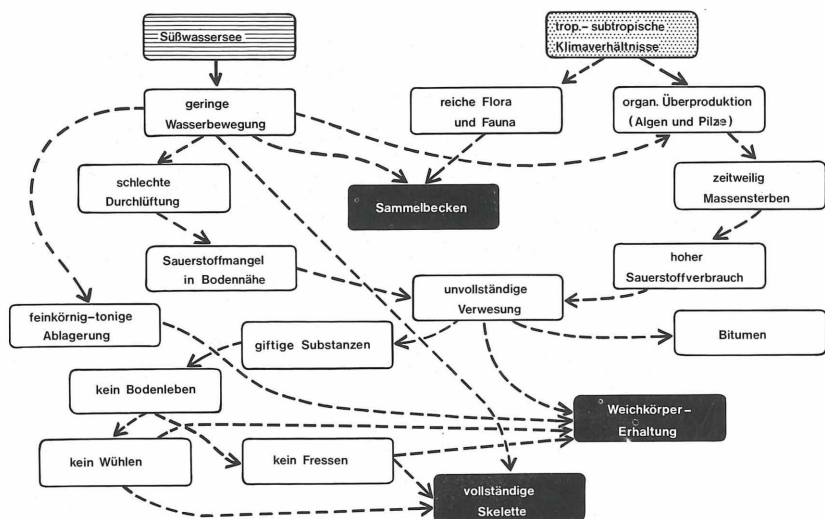 Süßwassersee
trop.- subtropische
Klimaverhältnisse
geringe
Wasserbewegung
reiche Flora
und Fauna
organ. Überproduktion
(Algen und Pilze)
schlechte
Durchlüftung
Sammelbecken
zeitweilig
Massensterben
Sauerstoffmangel
in Bodennähe
hoher
Sauerstoffverbrauch
unvollständige
Verwesung
feinkörnig-tonige
Ablagerung
giftige Substanzen
Bitumen
kein Bodenleben
Weichkörper-
Erhaltung
kein Wühlen
kein Fressen
vollständige
Skelette